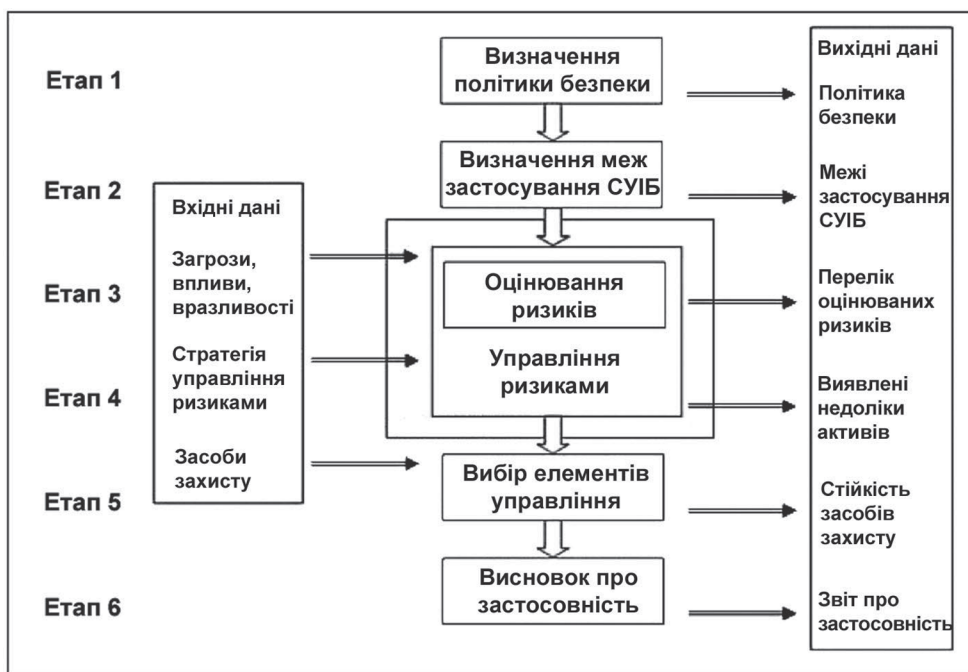 Етап 1
Визначення
політики безпеки
Вихідні дані
Політика
безпеки
Етап 2
Визначення меж
застосування СУІБ
Межі
застосування
СУІБ
Вхідні дані
Загрози,
впливи,
вразливості
Етап 3
Оцінювання
ризиків
Перелік
оцінюваних
ризиків
Стратегія
управління
ризиками
Етап 4
Управління
ризиками
Виявлені
недоліки
активів
Засоби
захисту
Етап 5
Вибір елементів
управління
Стійкість
засобів
захисту
Етап 6
Висновок про
застосовність
Звіт про
застосовність